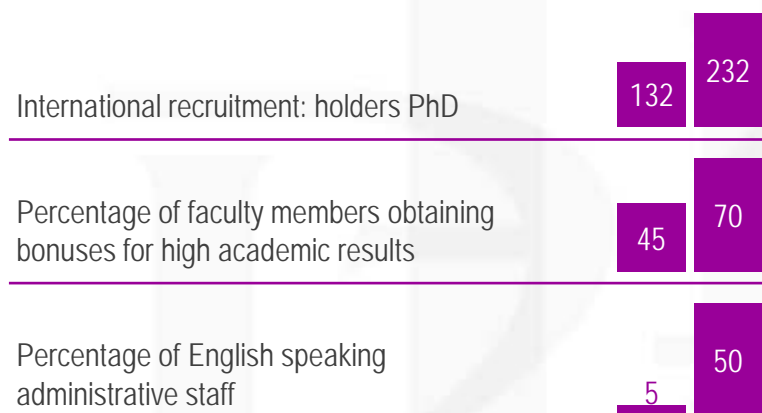 132 232
International recruitment: holders PhD
Percentage of faculty members obtaining
bonuses for high academic results
45 70
Percentage of English speaking
administrative staff
5 50